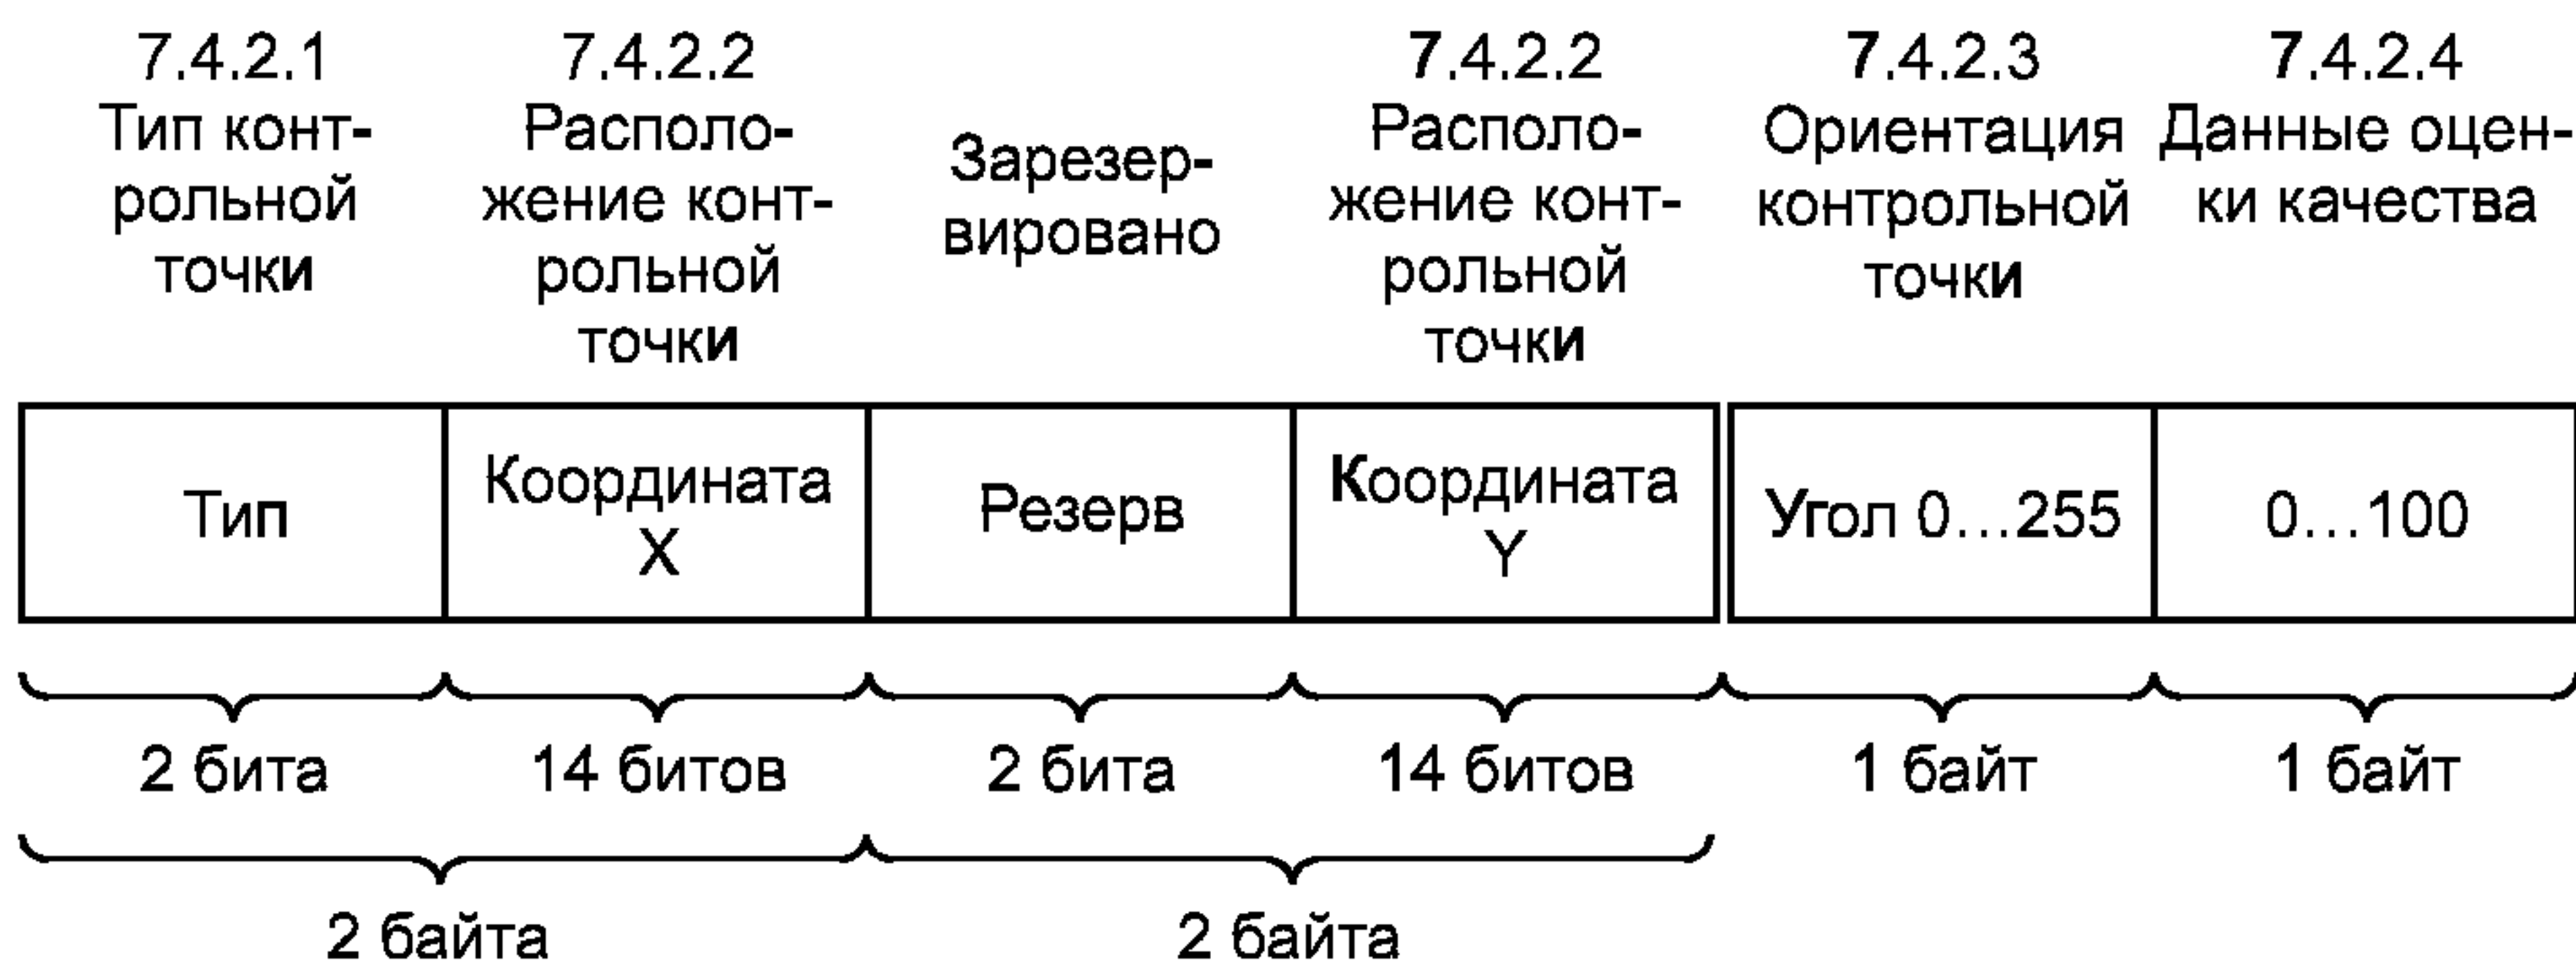 7.4.2.1
Тип конт-
рольной
точки
7.4.2.2
Располо-
жение конт-
рольной
точки
Зарезер-
вировано
7.4.2.2
Располо-
жение конт-
рольной
точки
7.4.2.3
Ориентация
контрольной
точки
7.4.2.4
Данные оцен-
ки качества
Тип
Координата
X
Резерв
Координата
Y
Угол 0...255
0...100
2 бита
14 битов
2 бита
14 битов
1 байт
1 байт
2 байта
2 байта